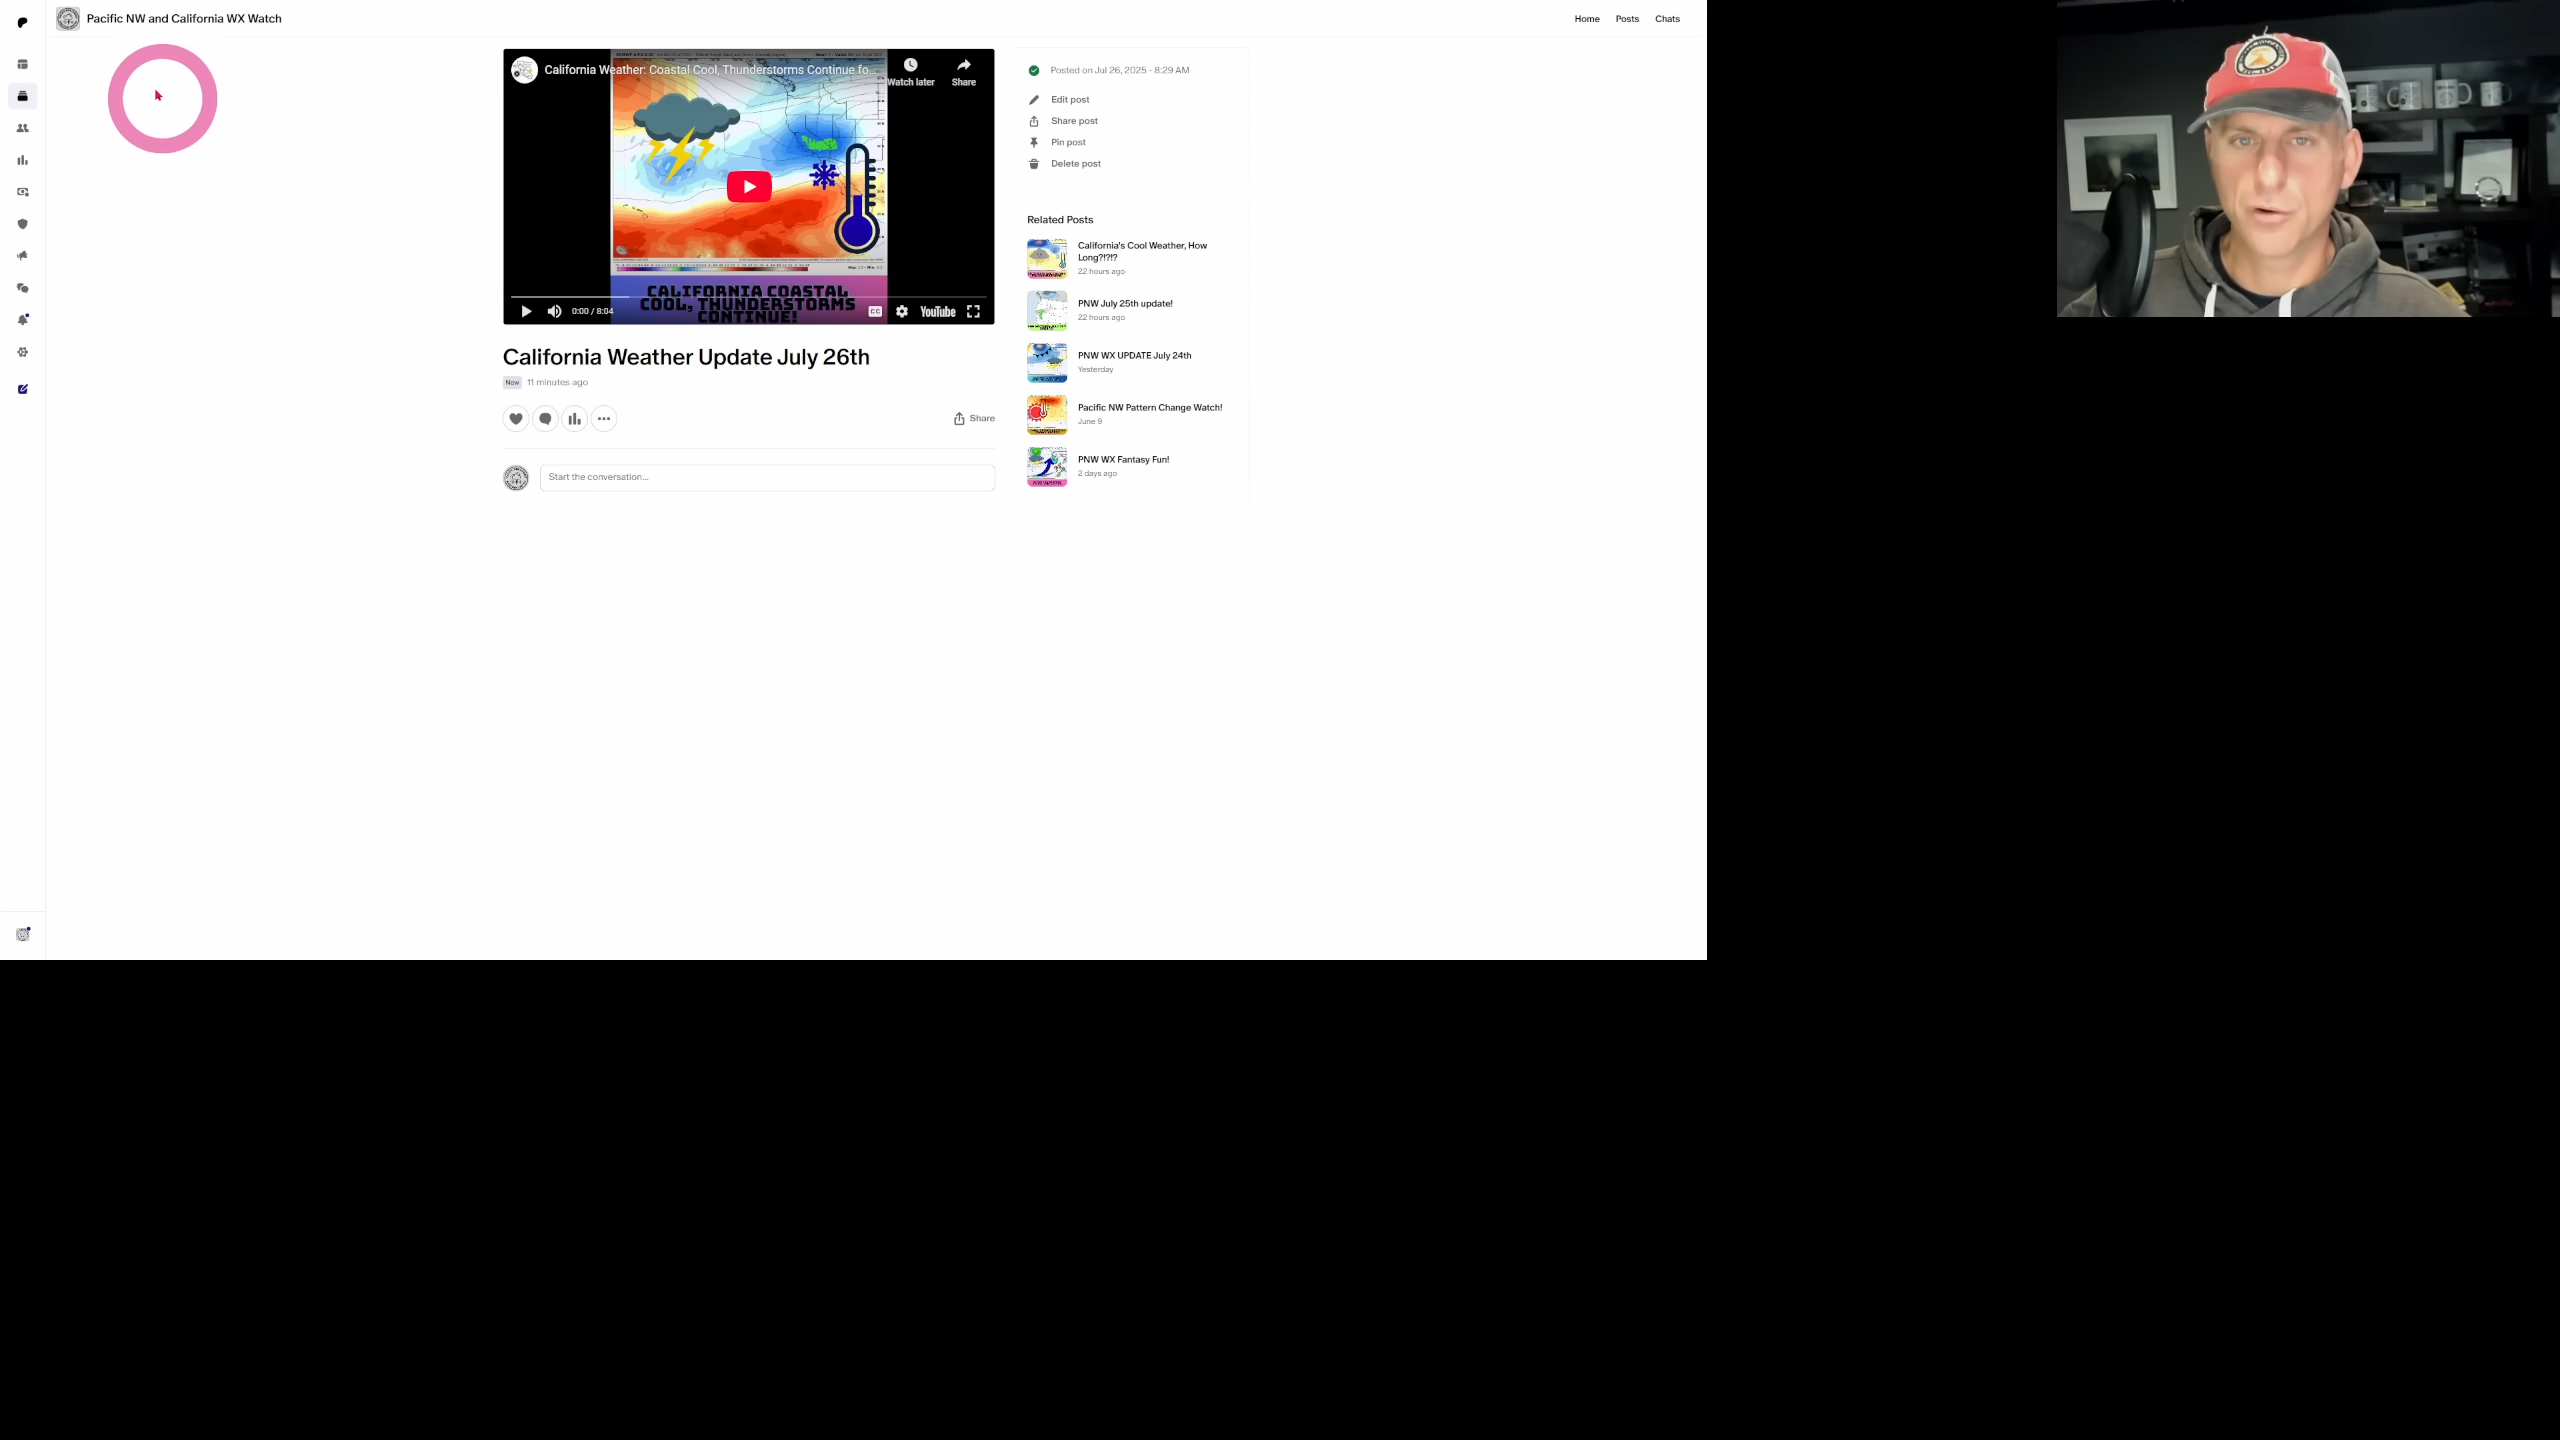 Pacific NW and California WX Watch
Home
Posts
Chats
California Weather: Coastal Cool, Thunderstorms Continue fo...
Watch later
Share
CALIFORNIA COASTAL
COOL, THUNDERSTORMS
CONTINUE!
0:00 / 8:04
CC
YouTube
California Weather Update July 26th
New
11 minutes ago
Share
Start the conversation...
Posted on Jul 26, 2025 - 8:29 AM
Edit post
Share post
Pin post
Delete post
Related Posts
California's Cool Weather, How
Long?!?!?
22 hours ago
PNW July 25th update!
22 hours ago
PNW WX UPDATE July 24th
Yesterday
Pacific NW Pattern Change Watch!
June 9
PNW WX Fantasy Fun!
2 days ago